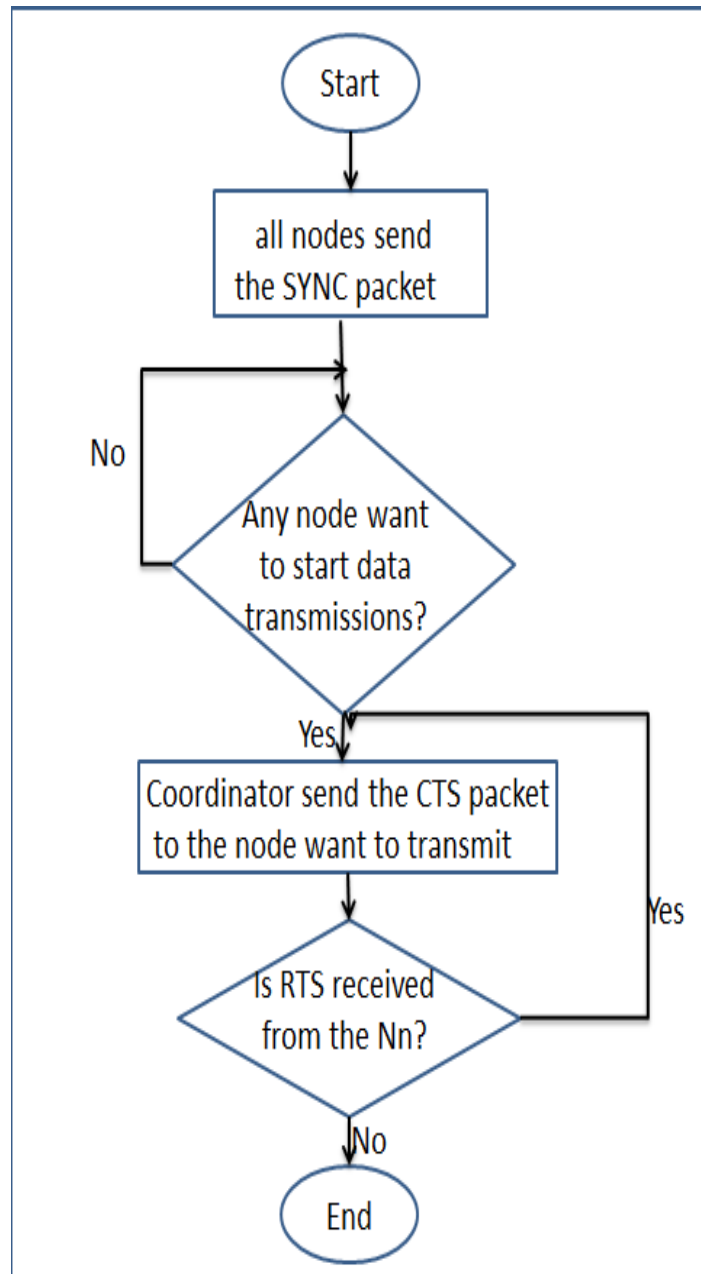 Start
all nodes send
the SYNC packet
No
Any node want
to start data
transmissions?
Yes
Coordinator send the CTS packet
to the node want to transmit
Yes
Is RTS received
from the Nn?
No
End